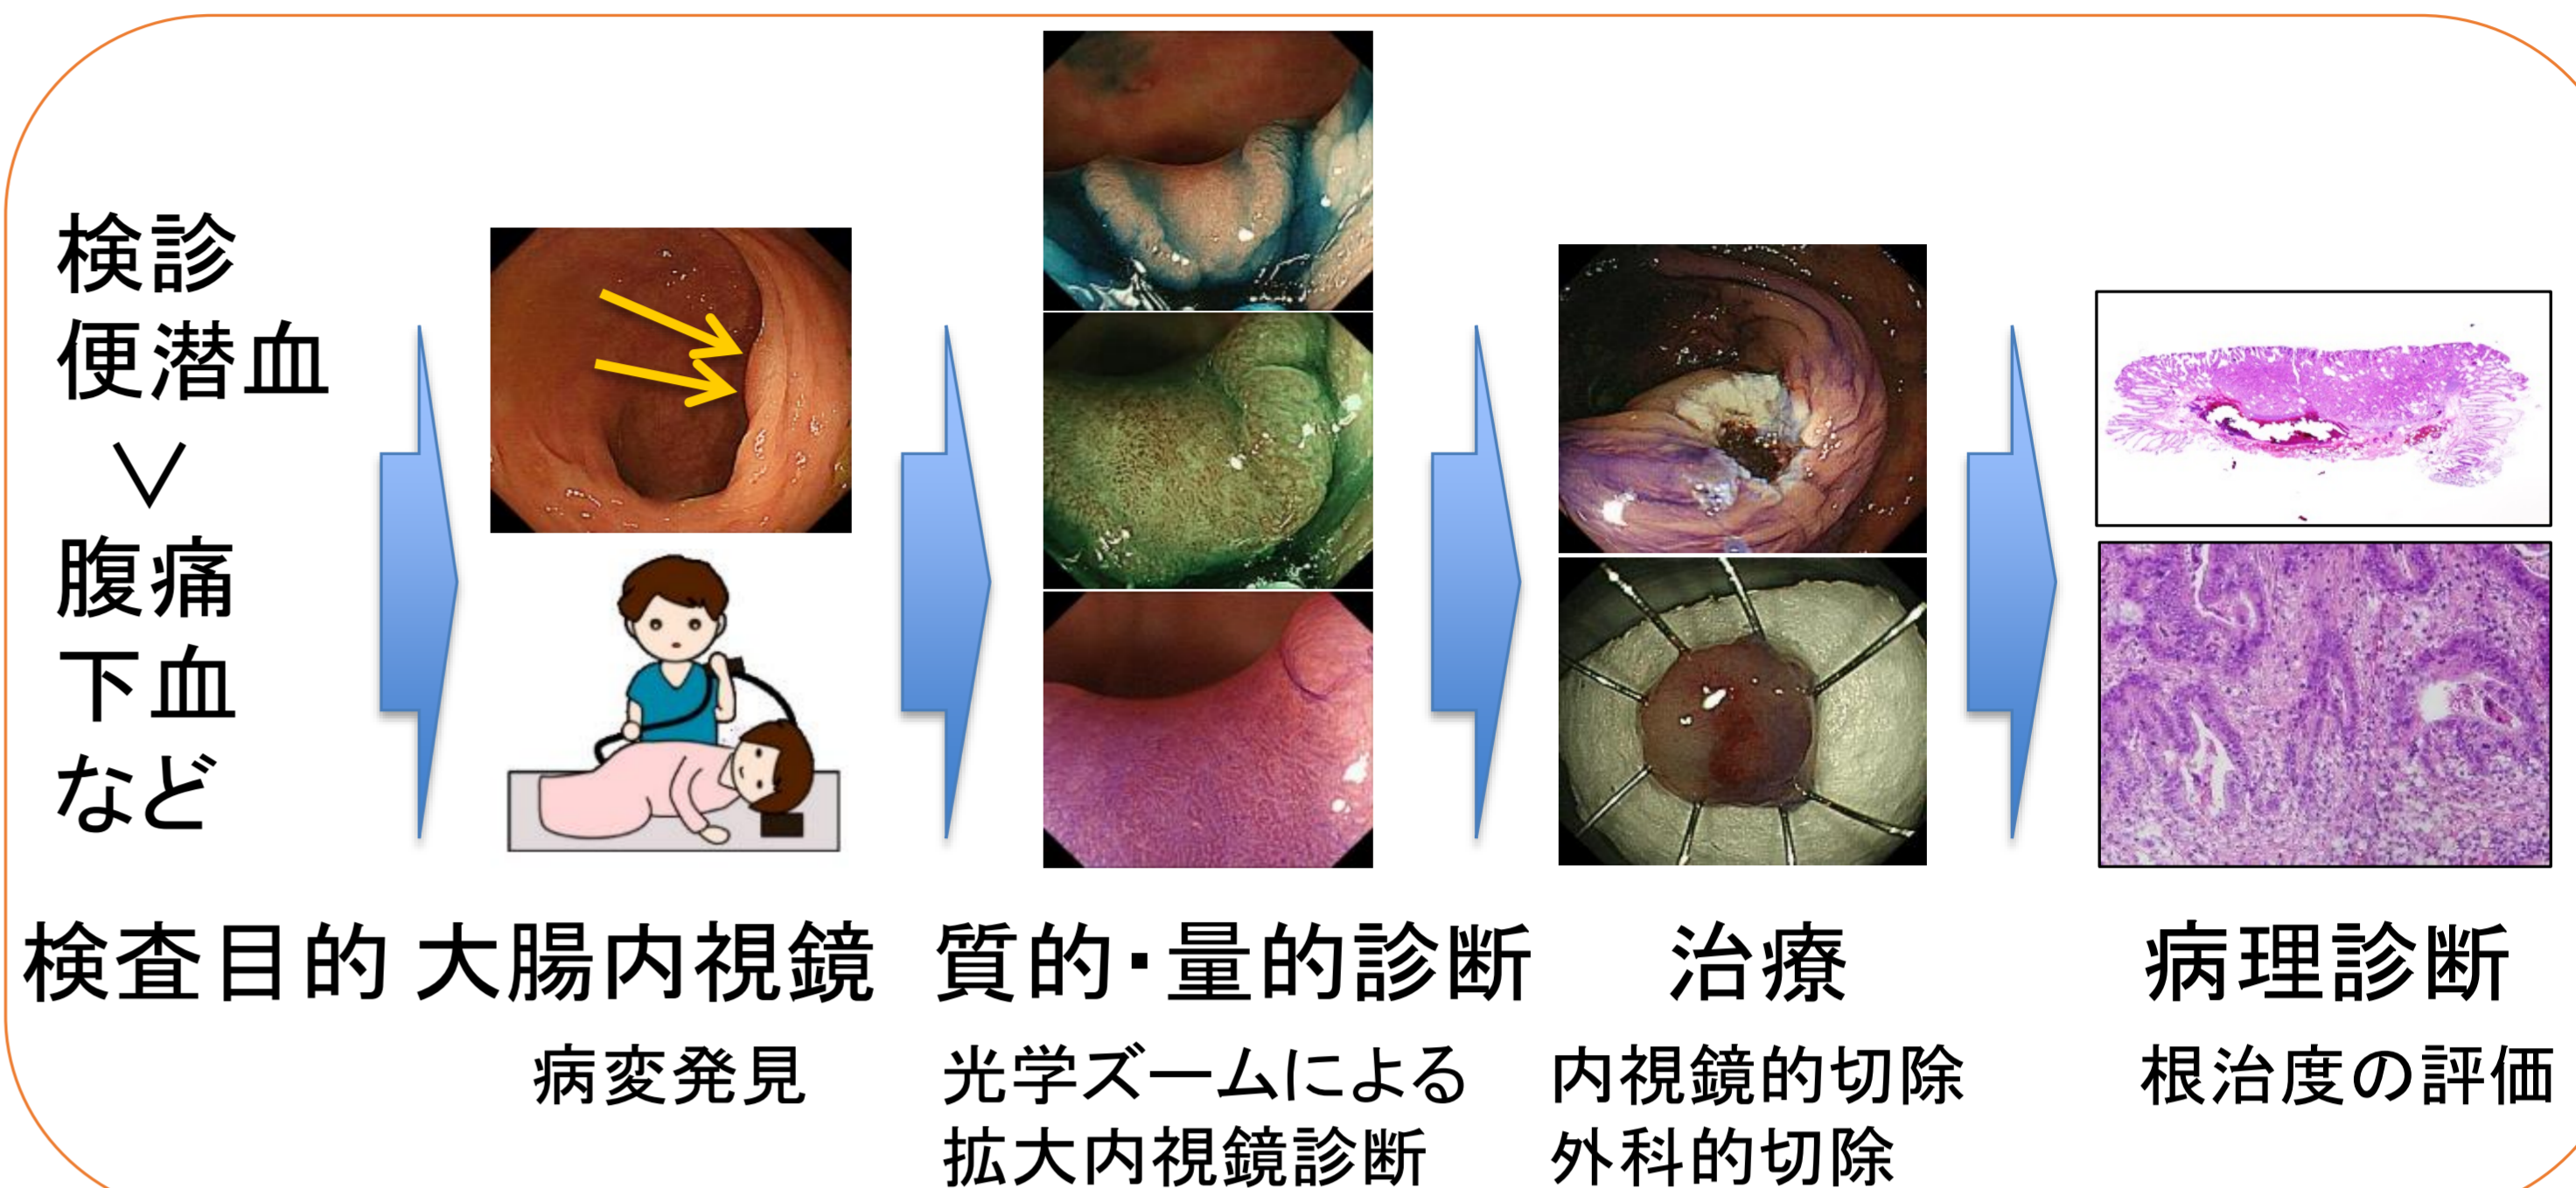 検診
便潜血
∨
腹痛
下血
など
検査目的
大腸内視鏡
病変発見
質的・量的診断
光学ズームによる
拡大内視鏡診断
治療
内視鏡的切除
外科的切除
病理診断
根治度の評価